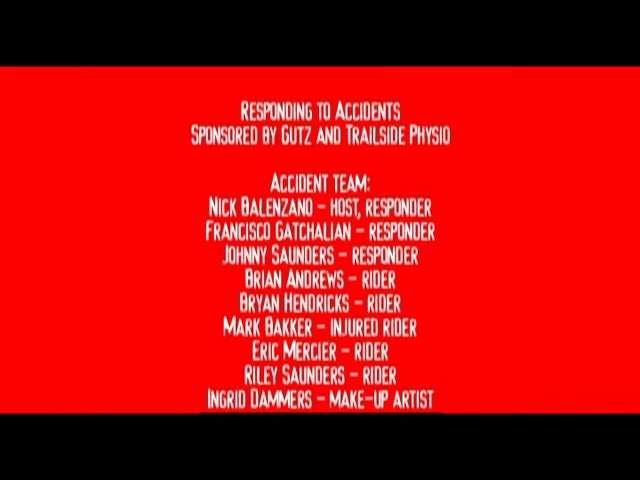 Responding to Accidents
Sponsored by Gutz and Trailside Physio
Accident team:
Nick Balenzano – host, responder
Francisco Gatchalian – responder
Johnny Saunders – responder
Brian Andrews – rider
Bryan Hendricks – rider
Mark Bakker – injured rider
Eric Mercier – rider
Riley Saunders – rider
Ingrid Dammers – make-up artist